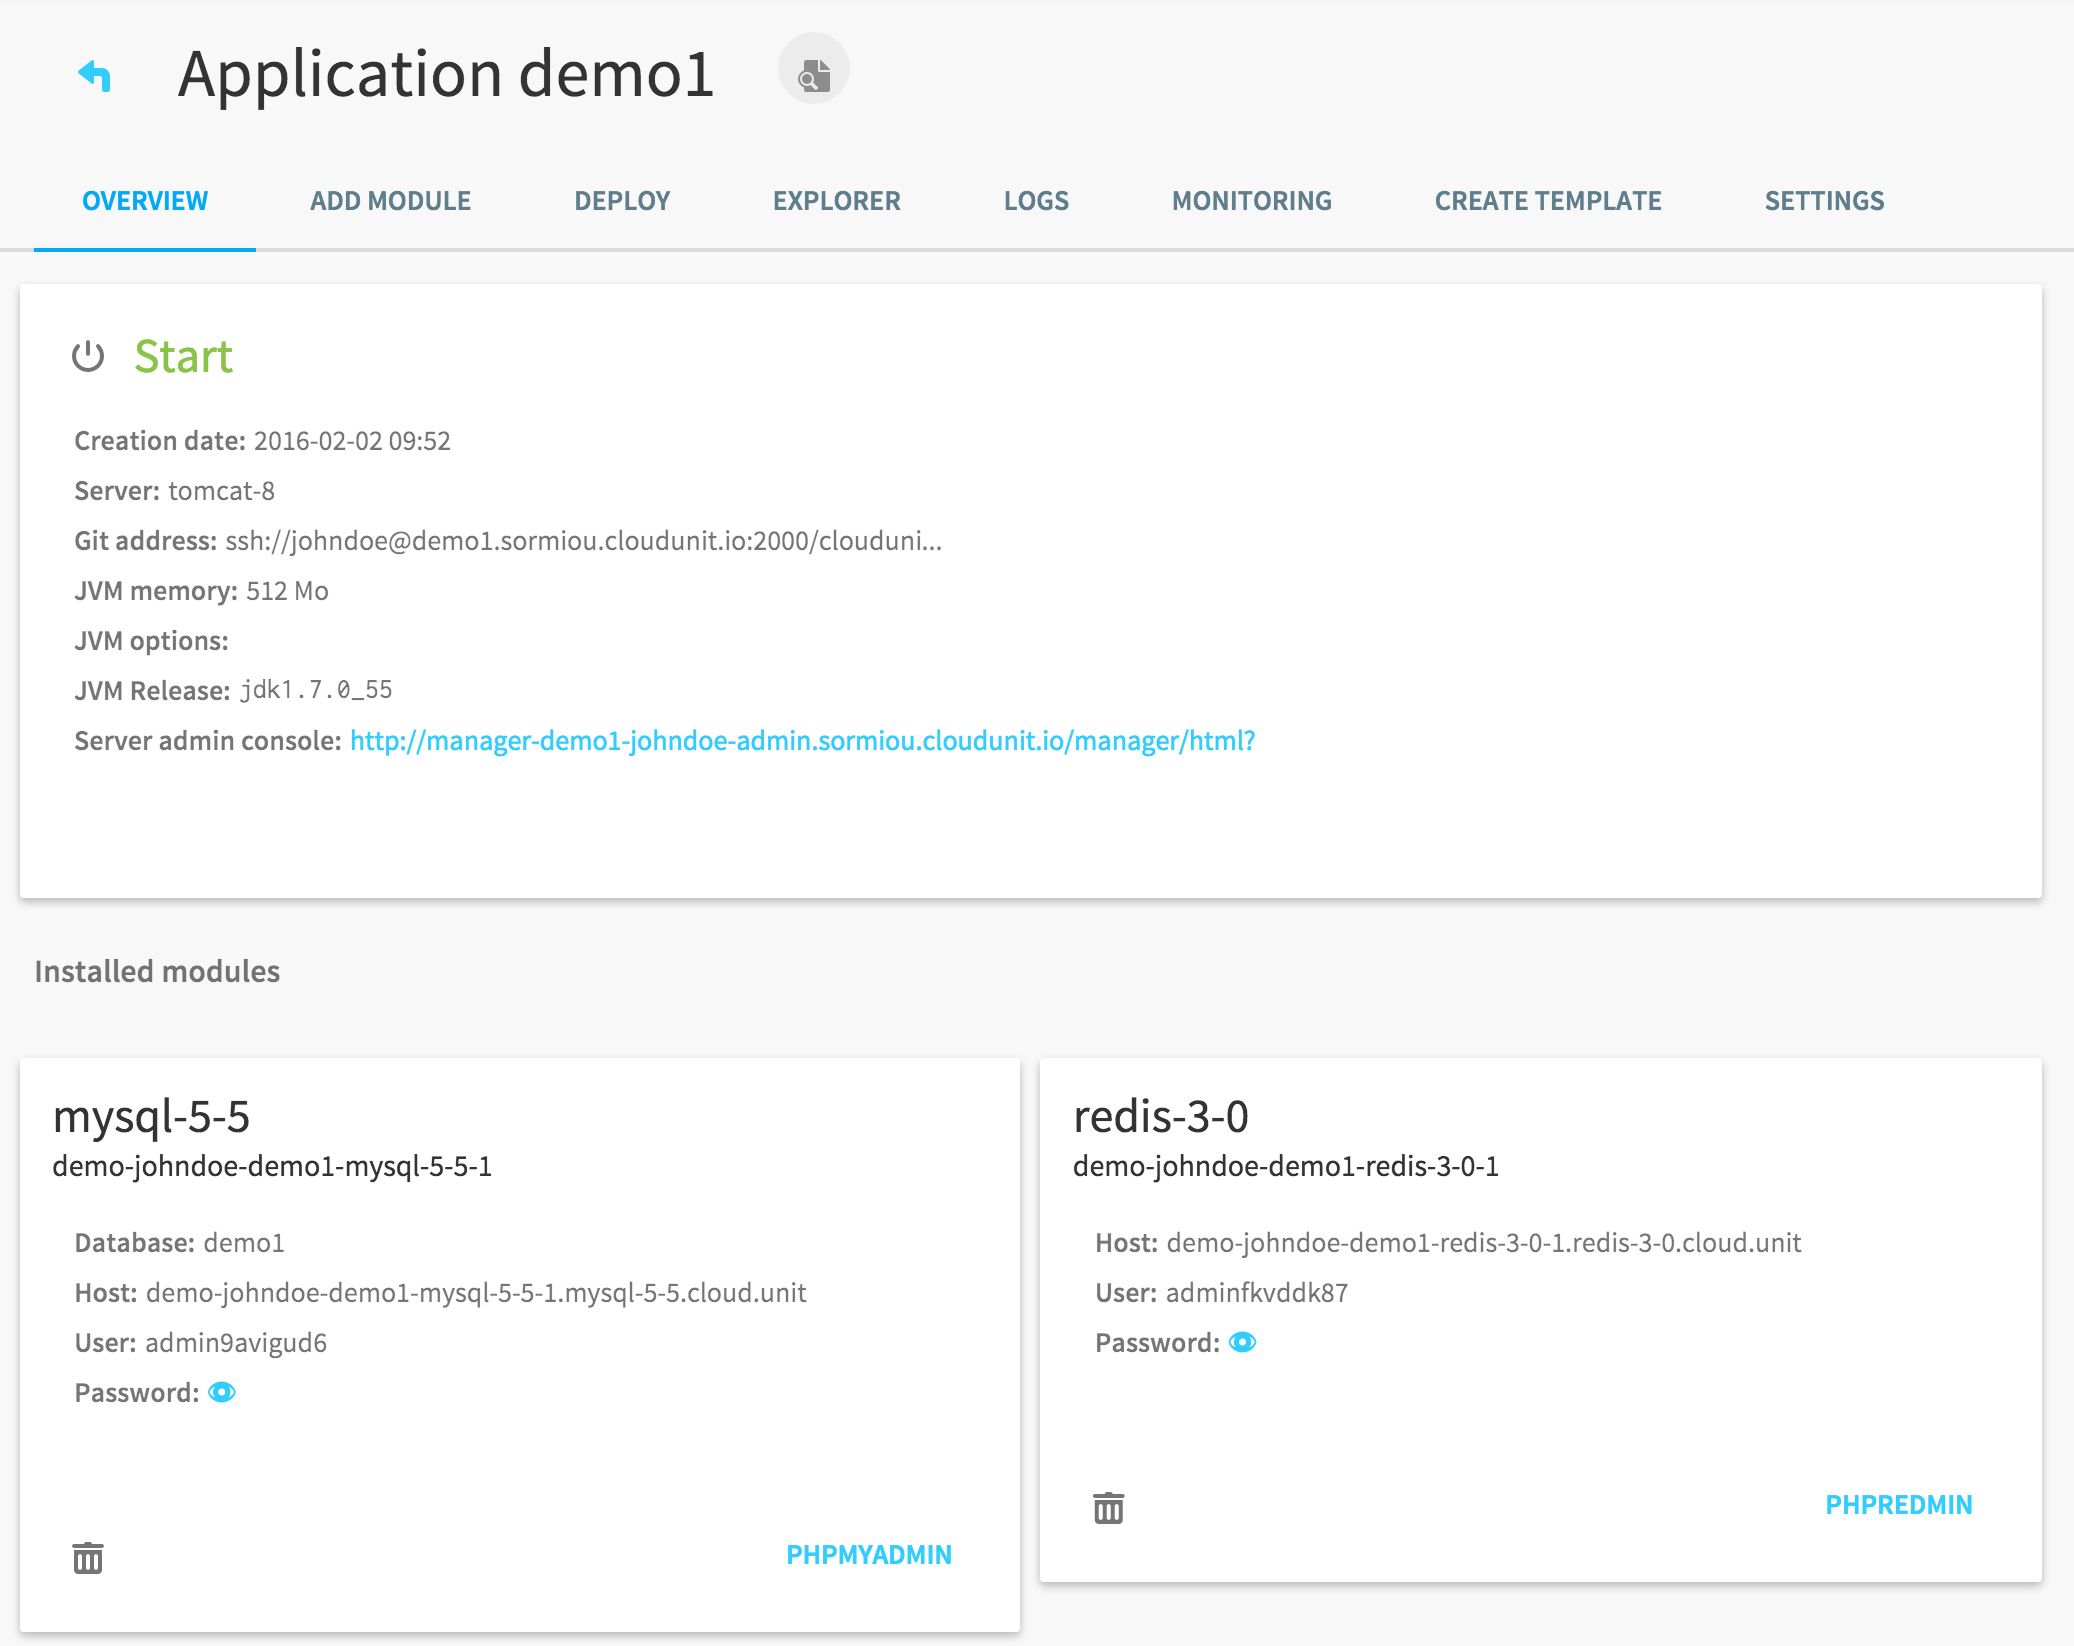 Application demo1
OVERVIEW ADD MODULE DEPLOY EXPLORER LOGS MONITORING CREATE TEMPLATE SETTINGS
Start
Creation date: 2016-02-02 09:52
Server: tomcat-8
Git address: ssh://johndoe@demo1.sormiou.cloudunit.io:2000/clouduni...
JVM memory: 512 Mo
JVM options:
JVM Release: jdk1.7.0_55
Server admin console: http://manager-demo1-johndoe-admin.sormiou.cloudunit.io/manager/html?
Installed modules
mysql-5-5
demo-johndoe-demo1-mysql-5-5-1
Database: demo1
Host: demo-johndoe-demo1-mysql-5-5-1.mysql-5-5.cloud.unit
User: admin9avigud6
Password:
PHPMYADMIN
redis-3-0
demo-johndoe-demo1-redis-3-0-1
Host: demo-johndoe-demo1-redis-3-0-1.redis-3-0.cloud.unit
User: adminfkvddk87
Password:
PHPREDMIN